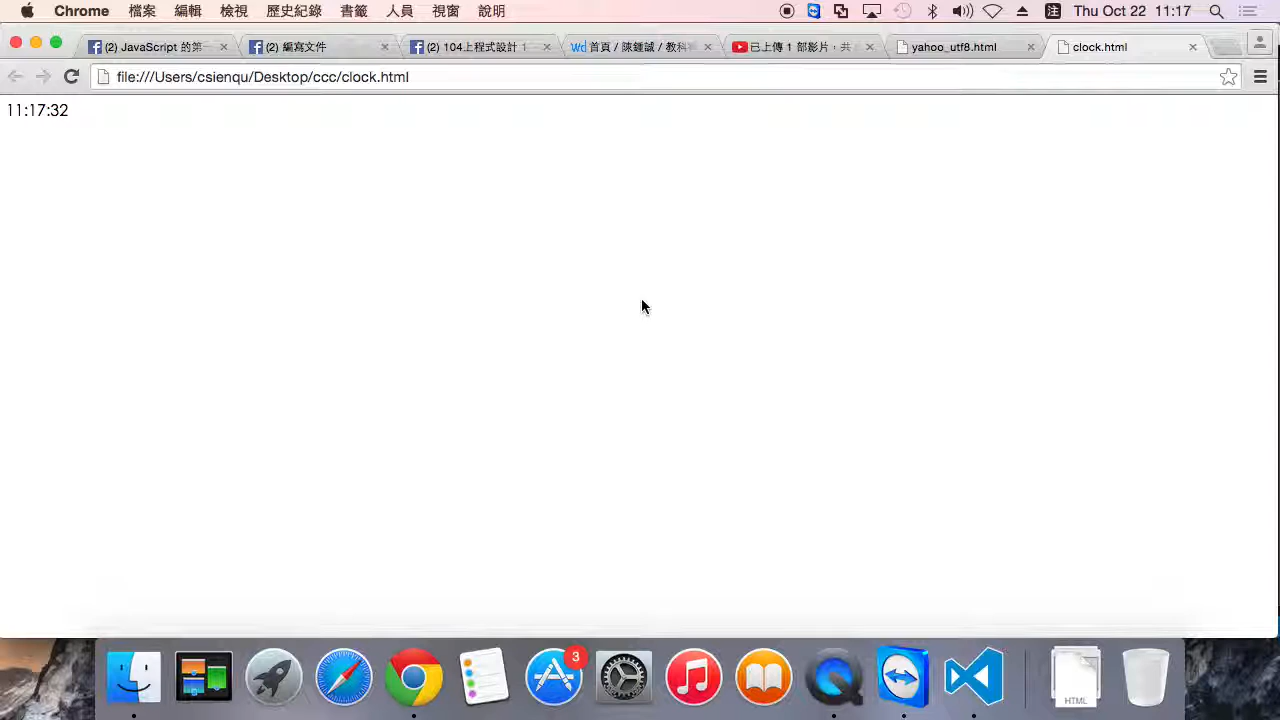 Chrome 檔案 編輯 檢視 歷史紀錄 書籤 人員 視窗 說明 注 Thu Oct 22 11:17
(2) JavaScript 的第一 (2) 編寫文件 (2) 104上程式設計 1 Wd 首頁 / 陳鍾誠 / 教科 已上傳 1 部影片，共 yahoo_utf8.html clock.html
file:///Users/csienqu/Desktop/ccc/clock.html
11:17:32
3
HTML